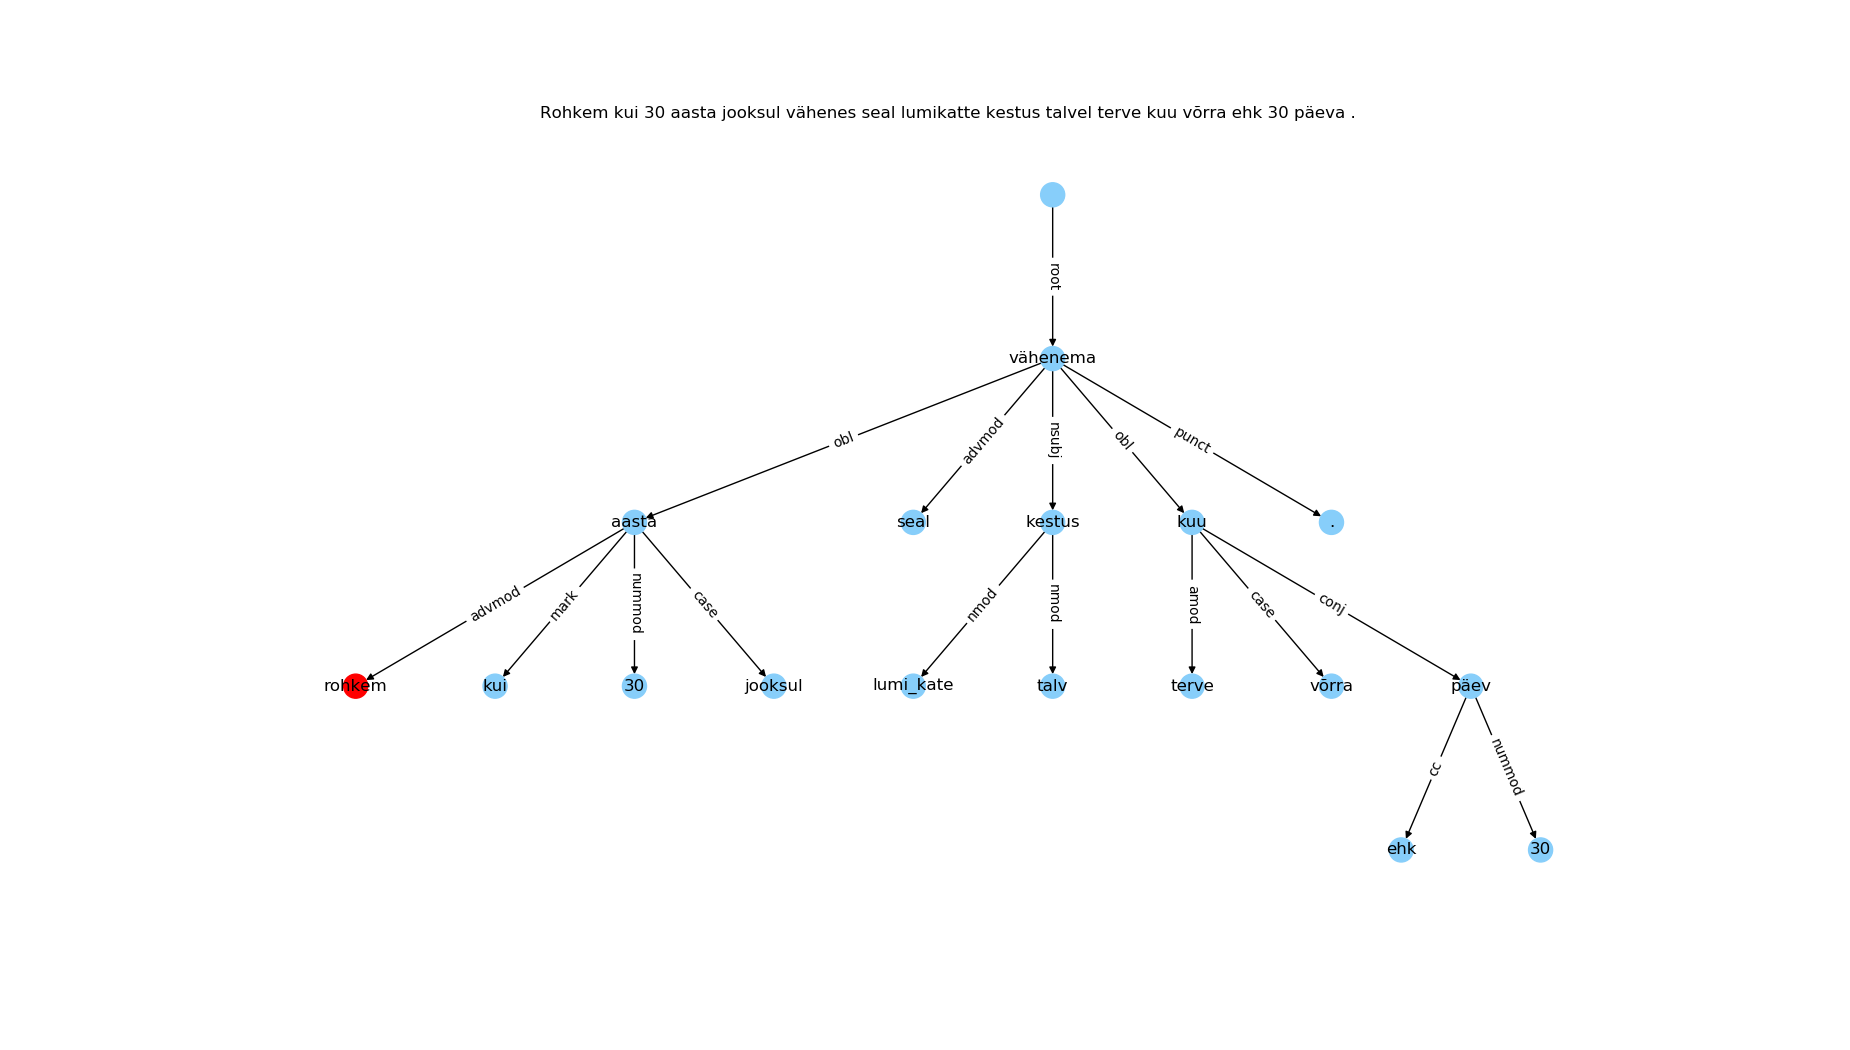 Rohkem kui 30 aasta jooksul vähenes seal lumikatte kestus talvel terve kuu võrra ehk 30 päeva .
root
vähenema
obl
advmod
nsubj
obl
punct
aasta
seal
kestus
kuu
.
advmod
mark
nummod
case
nmod
nmod
amod
case
conj
rohkem
kui
30
jooksul
lumi_kate
talv
terve
võrra
päev
cc
nummod
ehk
30